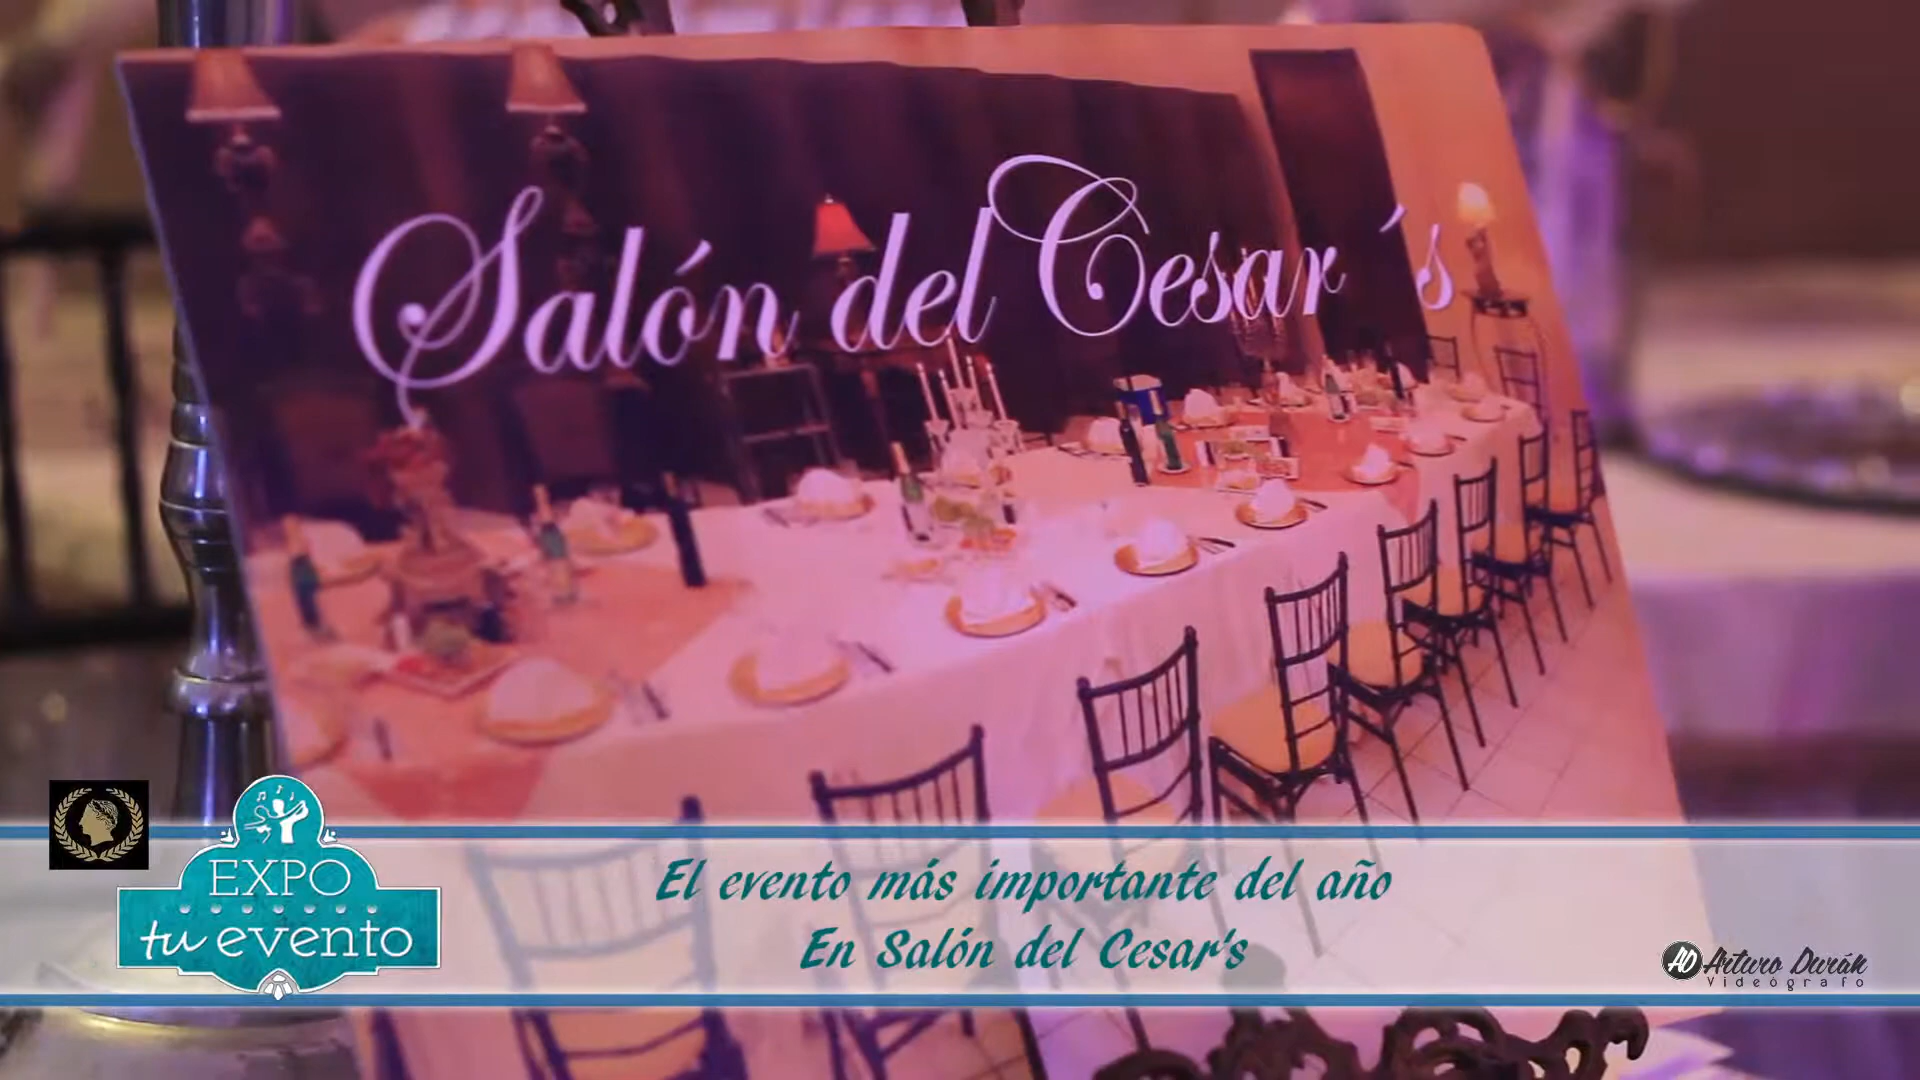 Salón del Cesar´s
El evento más importante del año
En Salón del Cesar's
EXPO
tu evento
AD Arturo Durán
Videógrafo